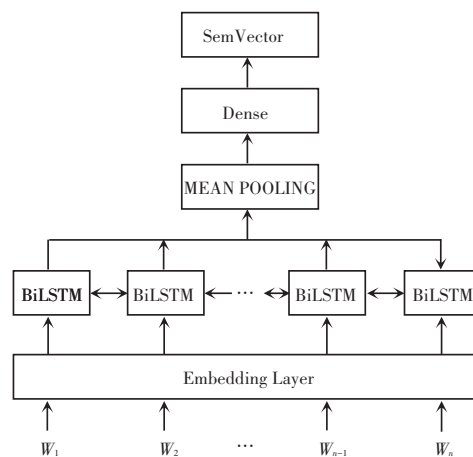 SemVector
Dense
MEAN POOLING
BiLSTM BiLSTM ... BiLSTM BiLSTM
Embedding Layer
W1 W2 ... Wn-1 Wn